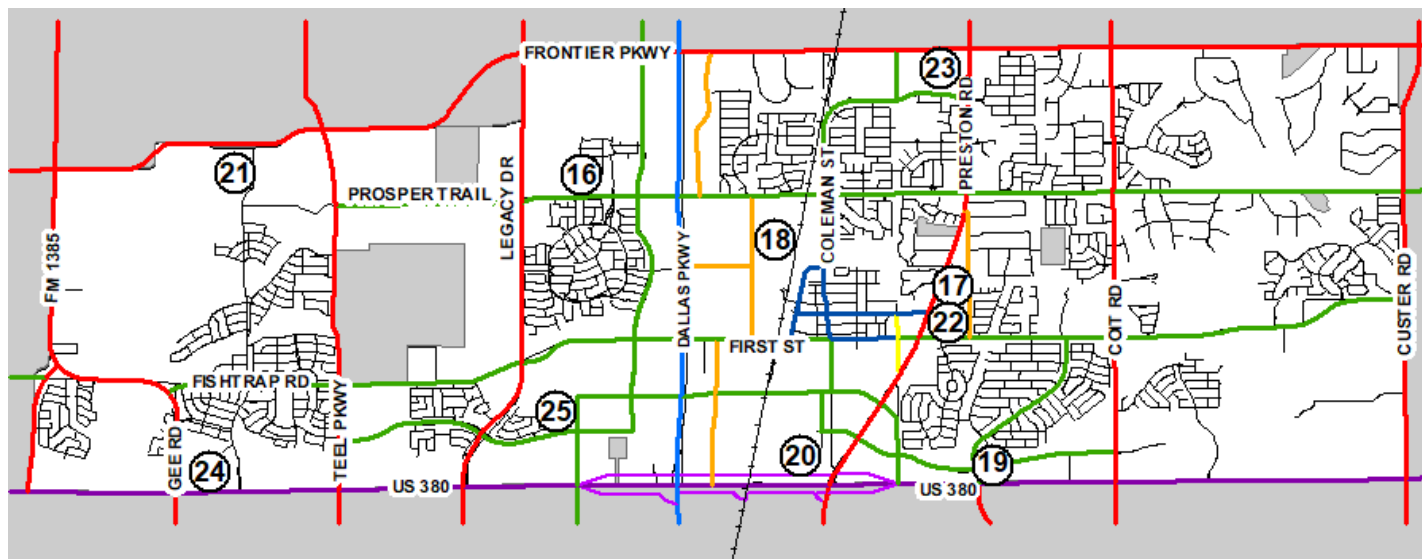 FRONTIER PKWY
23
PRESTON RD
21
PROSPER TRAIL
LEGACY DR
16
COLEMAN ST
18
FM 1385
DALLAS PKWY
17
22
COIT RD
CUSTER RD
FIRST ST
FISHTRAP RD
TEEL PKWY
25
GEE RD
24
20
19
US 380
US 380